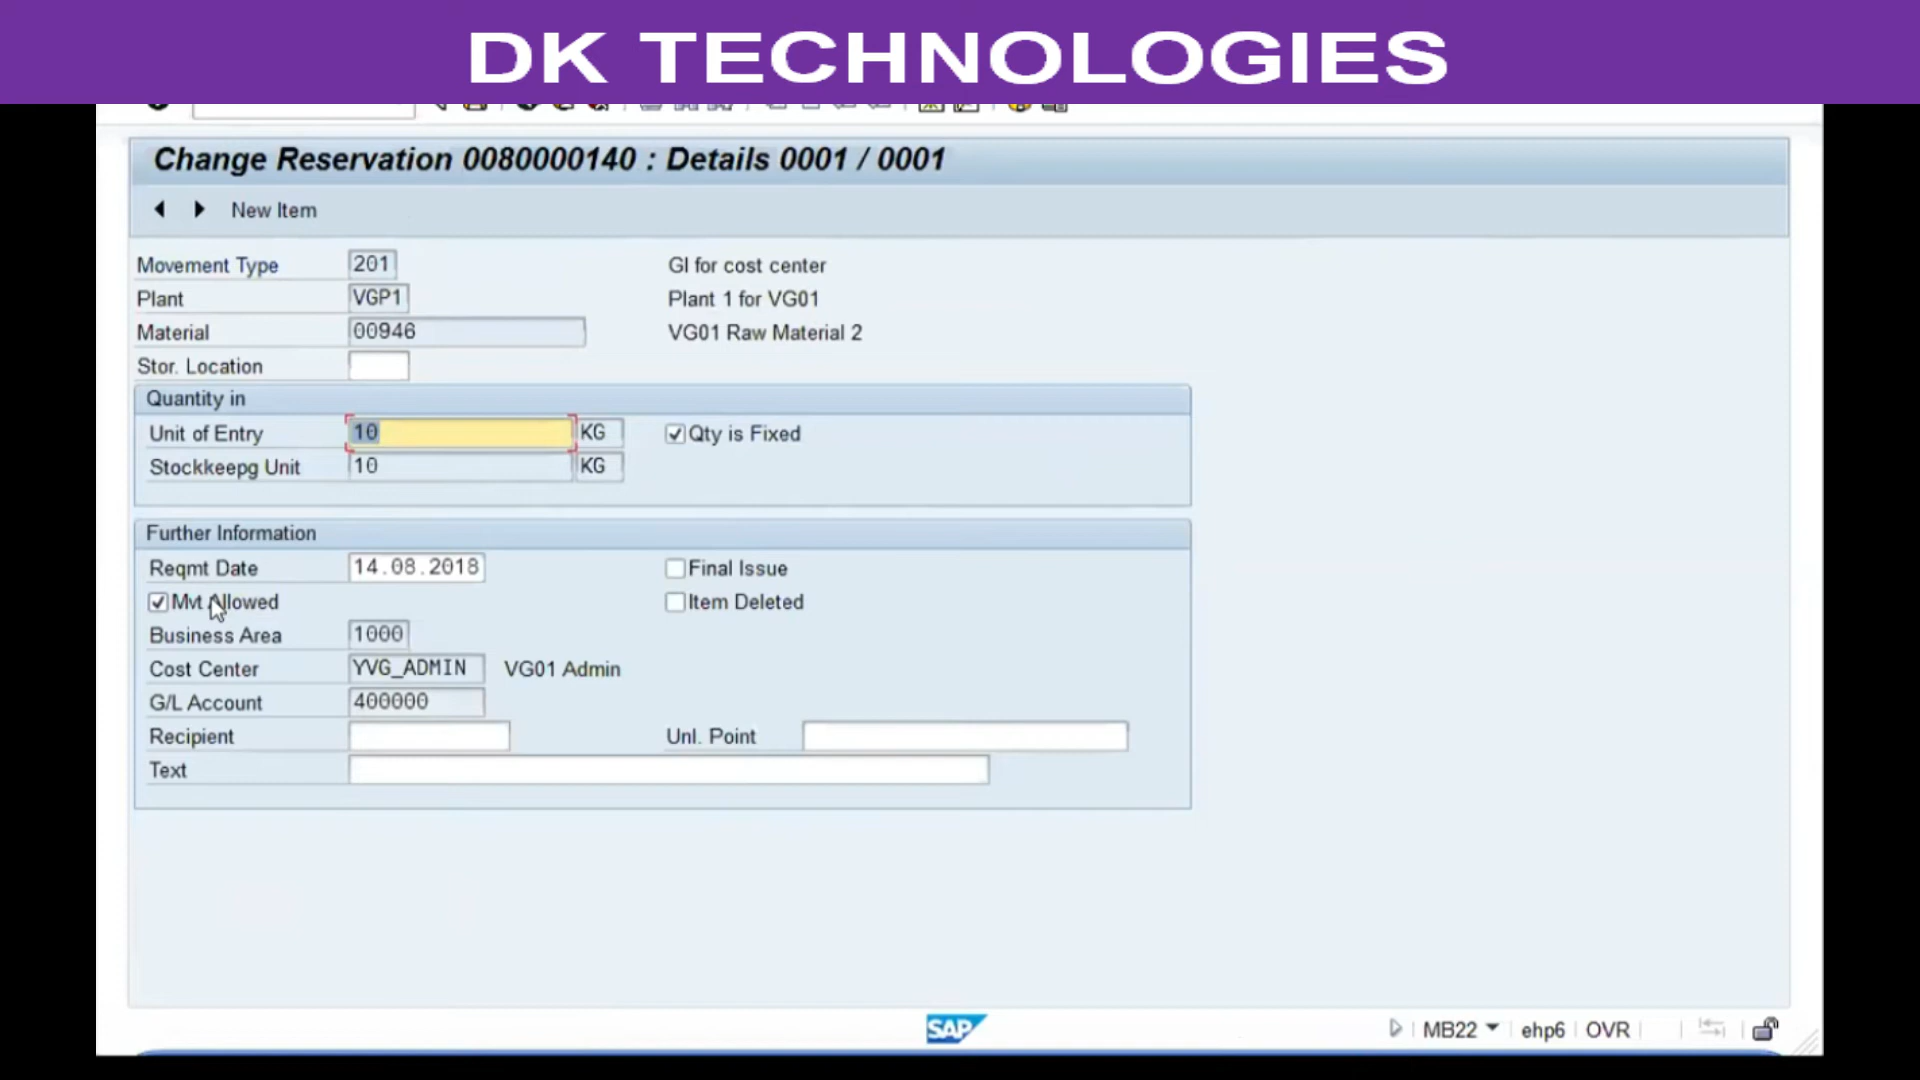 DK TECHNOLOGIES
Change Reservation 0080000140 : Details 0001 / 0001
New Item
Movement Type 201 GI for cost center
Plant VGP1 Plant 1 for VG01
Material 00946 VG01 Raw Material 2
Stor. Location
Quantity in
Unit of Entry 10 KG Qty is Fixed
Stockkeepg Unit 10 KG
Further Information
Reqmt Date 14.08.2018 Final Issue
Mvt Allowed Item Deleted
Business Area 1000
Cost Center YVG_ADMIN VG01 Admin
G/L Account 400000
Recipient Unl. Point
Text
SAP MB22 ehp6 OVR